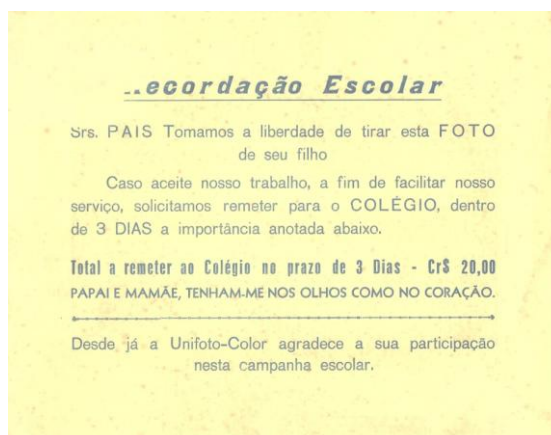 ..ecordação Escolar
Srs. PAIS Tomamos a liberdade de tirar esta FOTO
de seu filho
Caso aceite nosso trabalho, a fim de facilitar nosso
serviço, solicitamos remeter para o COLÉGIO, dentro
de 3 DIAS a importância anotada abaixo.
Total a remeter ao Colégio no prazo de 3 Dias - Cr$ 20,00
PAPAI E MAMÃE, TENHAM-ME NOS OLHOS COMO NO CORAÇÃO.
Desde já a Unifoto-Color agradece a sua participação
nesta campanha escolar.